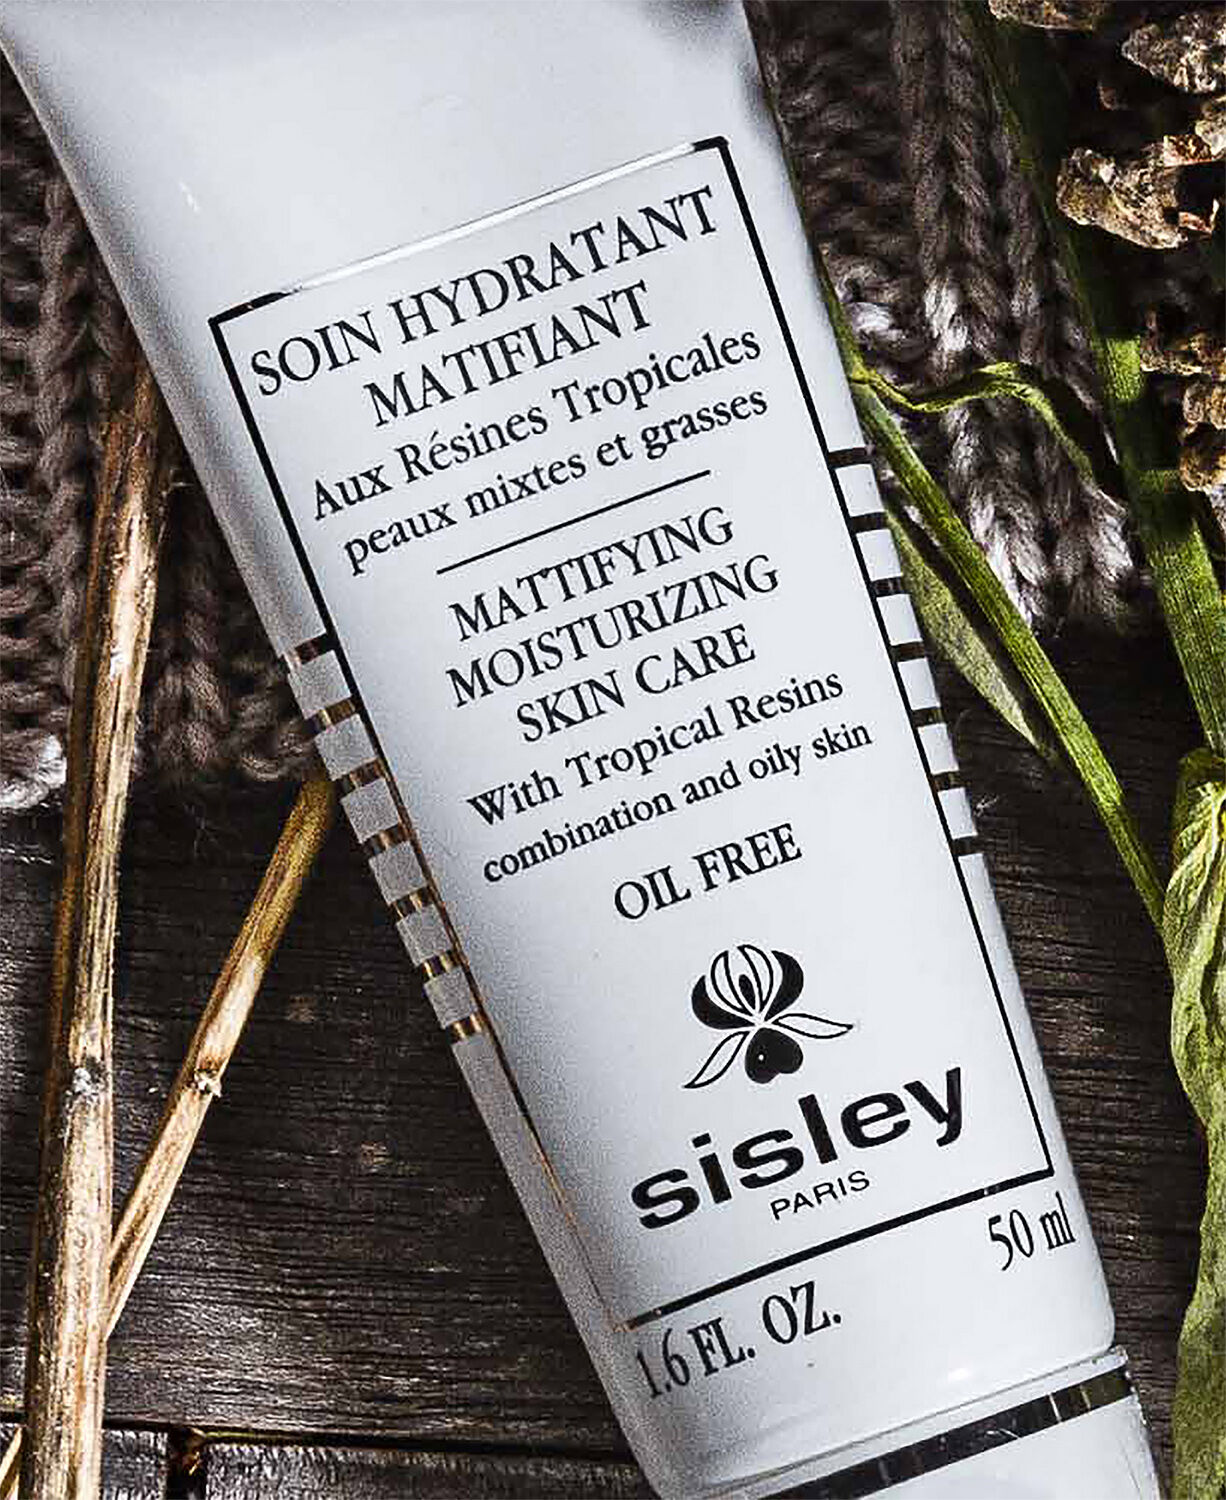 SOIN HYDRATANT
MATIFIANT
Aux Résines Tropicales
peaux mixtes et grasses
MATTIFYING
MOISTURIZING
SKIN CARE
With Tropical Resins
combination and oily skin
OIL FREE
sisley
PARIS
50 ml
1.6 FL. OZ.